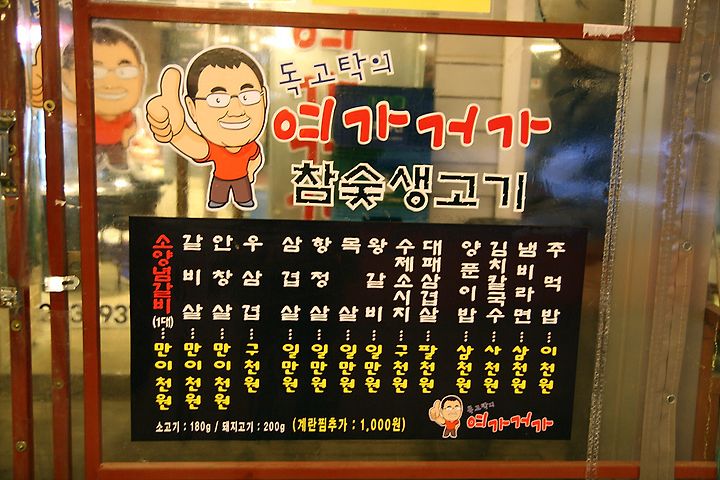 독고탁의
여가거가
참숯생고기
소양념갈비(1대)…만이천원
갈비살…만이천원
안창살…만이천원
우삼겹…구천원
삼겹살…일만원
항정살…일만원
목살…일만원
왕갈비…일만원
수제소시지…구천원
대패삼겹살…팔천원
양푼이밥…삼천원
김치칼국수…사천원
냄비라면…삼천원
주먹밥…이천원
소고기 : 180g / 돼지고기 : 200g (계란찜추가 : 1,000원)
독고탁의
여가거가